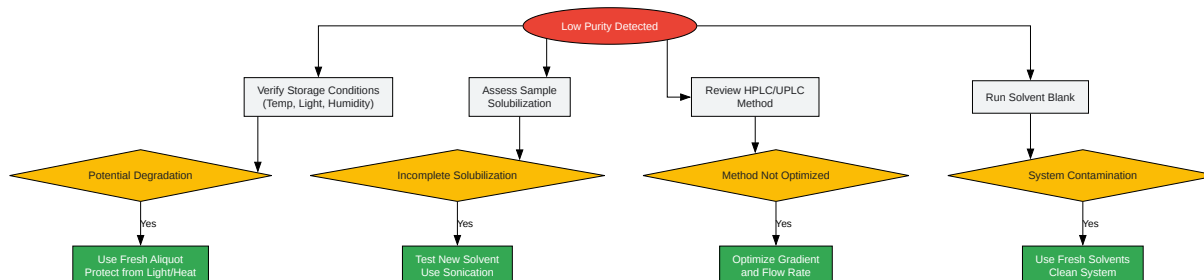 Low Purity Detected
Verify Storage Conditions
(Temp, Light, Humidity)
Assess Sample
Solubilization
Review HPLC/UPLC
Method
Run Solvent Blank
Potential Degradation
Incomplete Solubilization
Method Not Optimized
System Contamination
Yes
Yes
Yes
Yes
Use Fresh Aliquot
Protect from Light/Heat
Test New Solvent
Use Sonication
Optimize Gradient
and Flow Rate
Use Fresh Solvents
Clean System